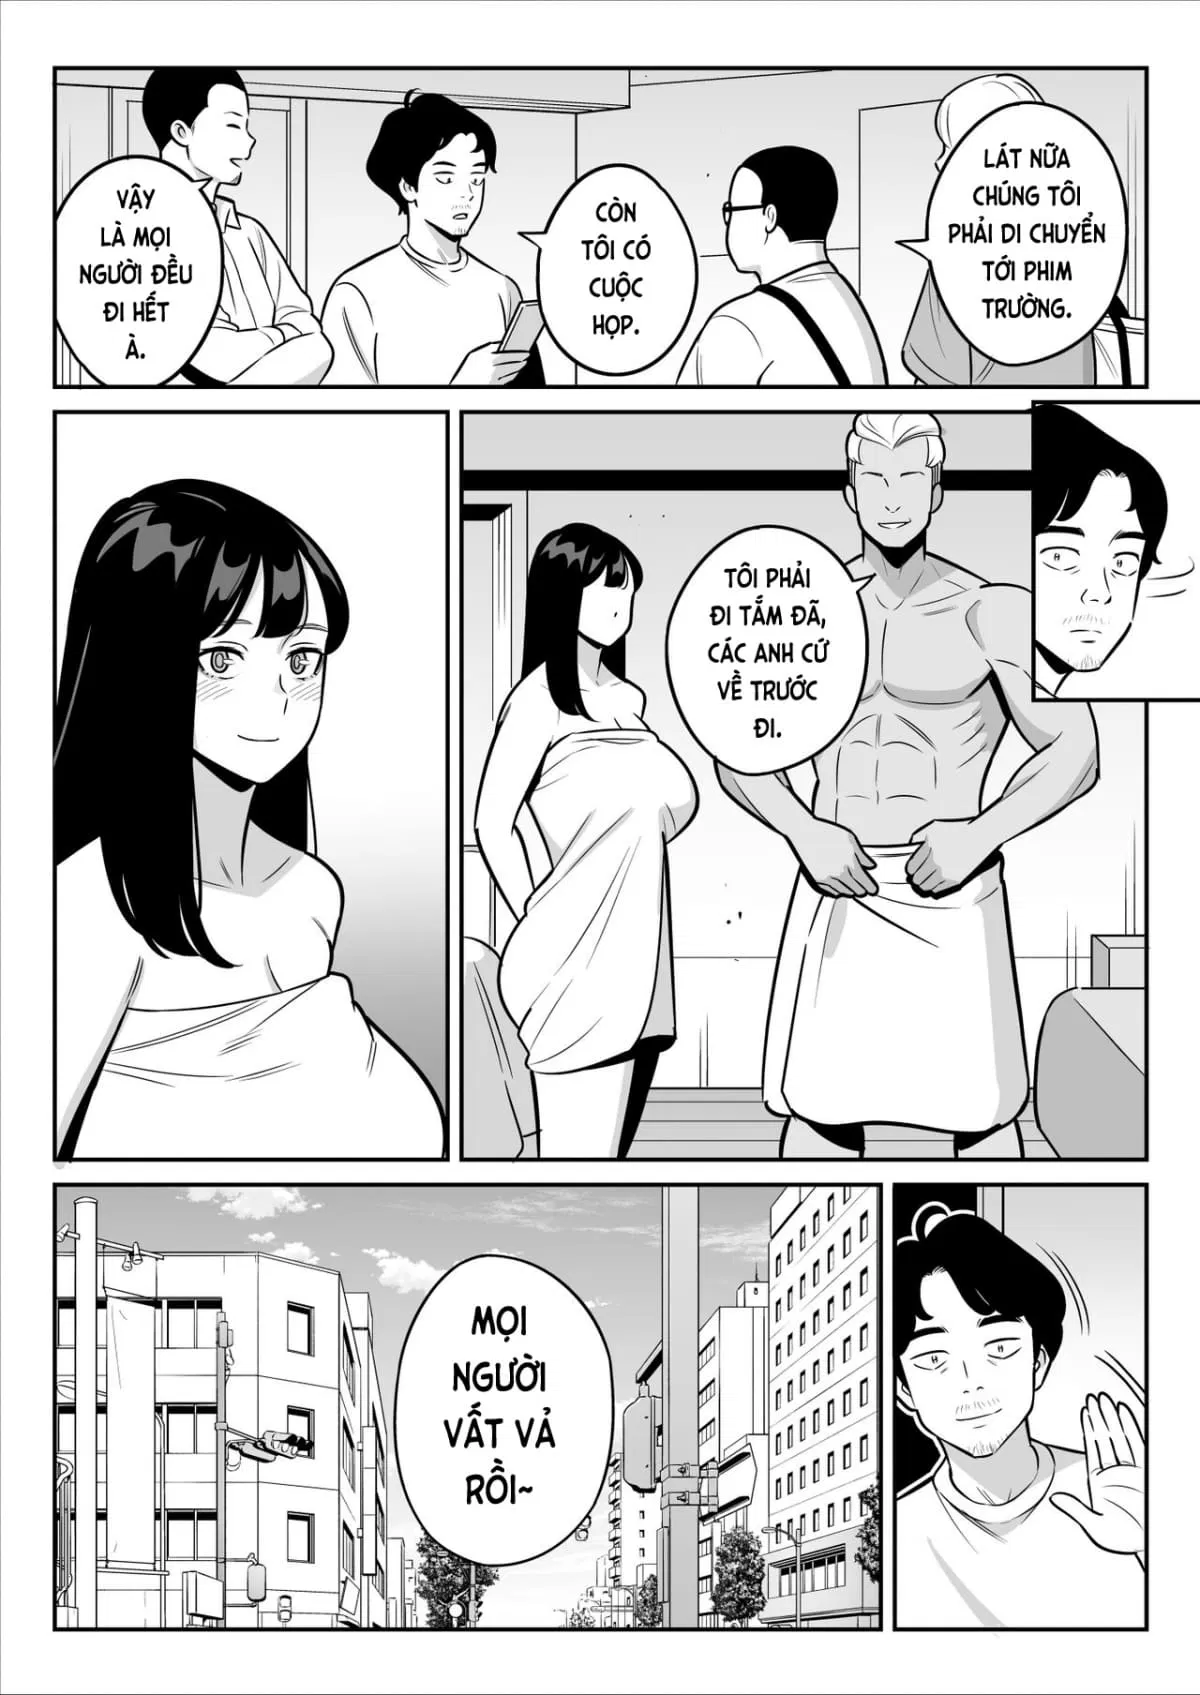 LÁT NỮA
CHÚNG TÔI
PHẢI DI CHUYỂN
TỚI PHIM
TRƯỜNG.
CÒN
TÔI CÓ
CUỘC
HỌP.
VẬY
LÀ MỌI
NGƯỜI ĐỀU
ĐI HẾT
À.
TÔI PHẢI
ĐI TẮM ĐÃ,
CÁC ANH CỨ
VỀ TRƯỚC
ĐI.
MỌI
NGƯỜI
VẤT VẢ
RỒI~